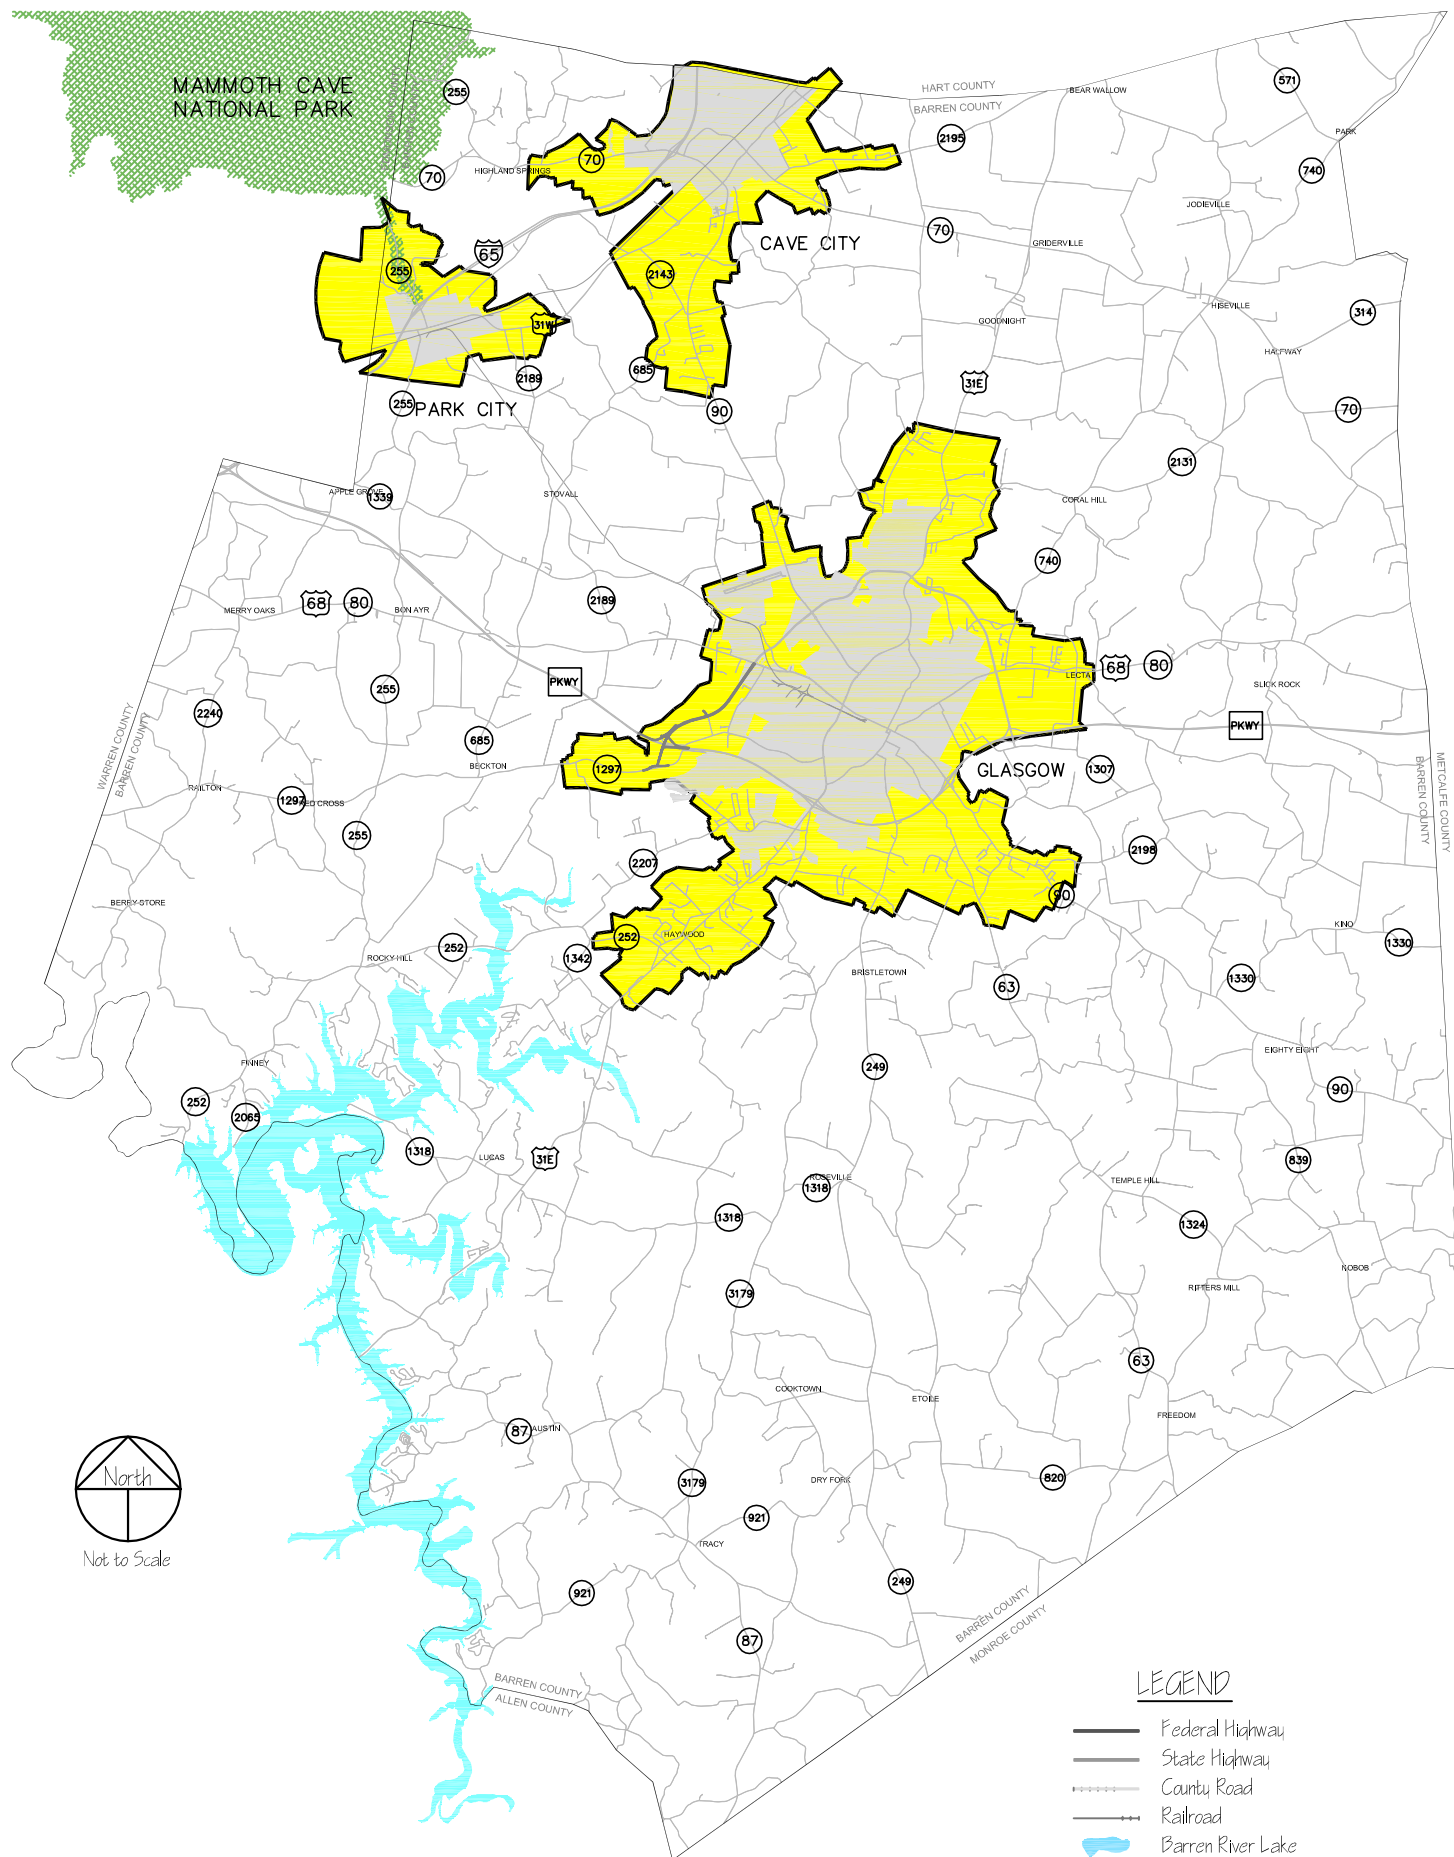 MAMMOTH CAVE
NATIONAL PARK
255
70
HIGHLAND SPRINGS
70
HART COUNTY
BARREN COUNTY
BEAR WALLOW
571
2195
PARK
740
JODIEVILLE
70
GRIDERVILLE
CAVE CITY
65
255
2143
31W
HISEVILLE
314
GOODNIGHT
HALFWAY
685
2189
31E
255
PARK CITY
90
70
2131
APPLE GROVE
1339
STOVALL
CORAL HILL
740
MERRY OAKS
68
80
BON AYR
2189
LECTA
68
80
PKWY
255
SLICK ROCK
2240
PKWY
WARREN COUNTY
BARREN COUNTY
685
BECKTON
1297
GLASGOW
1307
METCALFE COUNTY
BARREN COUNTY
RAILTON
1297
RED CROSS
255
2207
2198
BERRY STORE
90
252
HAYWOOD
252
ROCKY HILL
1342
KINO
1330
BRISTLETOWN
63
1330
FINNEY
249
EIGHTY EIGHT
90
252
2065
1318
LUCAS
31E
839
ROSEVILLE
1318
TEMPLE HILL
1318
1324
NOBOB
3179
RITTERS MILL
63
COOKTOWN
ETOILE
FREEDOM
87
AUSTIN
North
Not to Scale
3179
DRY FORK
820
921
TRACY
921
249
87
BARREN COUNTY
MONROE COUNTY
BARREN COUNTY
ALLEN COUNTY
LEGEND
Federal Highway
State Highway
County Road
Railroad
Barren River Lake